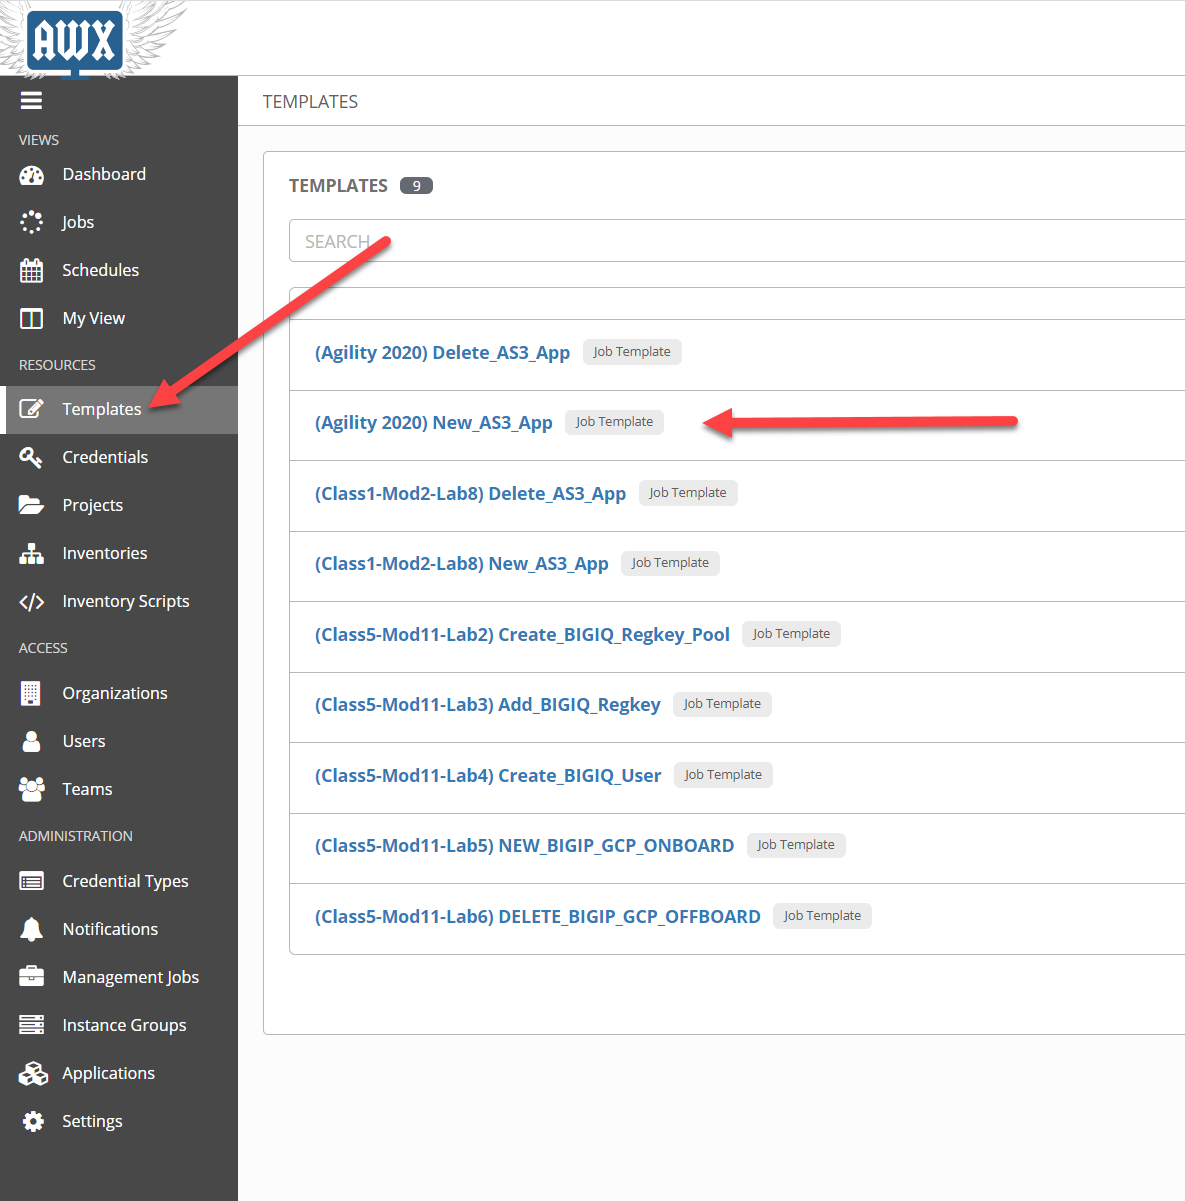 AWX
TEMPLATES
VIEWS
Dashboard
Jobs
Schedules
My View
RESOURCES
Templates
Credentials
Projects
Inventories
Inventory Scripts
ACCESS
Organizations
Users
Teams
ADMINISTRATION
Credential Types
Notifications
Management Jobs
Instance Groups
Applications
Settings
TEMPLATES 9
SEARCH
(Agility 2020) Delete_AS3_App Job Template
(Agility 2020) New_AS3_App Job Template
(Class1-Mod2-Lab8) Delete_AS3_App Job Template
(Class1-Mod2-Lab8) New_AS3_App Job Template
(Class5-Mod11-Lab2) Create_BIGIQ_Regkey_Pool Job Template
(Class5-Mod11-Lab3) Add_BIGIQ_Regkey Job Template
(Class5-Mod11-Lab4) Create_BIGIQ_User Job Template
(Class5-Mod11-Lab5) NEW_BIGIP_GCP_ONBOARD Job Template
(Class5-Mod11-Lab6) DELETE_BIGIP_GCP_OFFBOARD Job Template